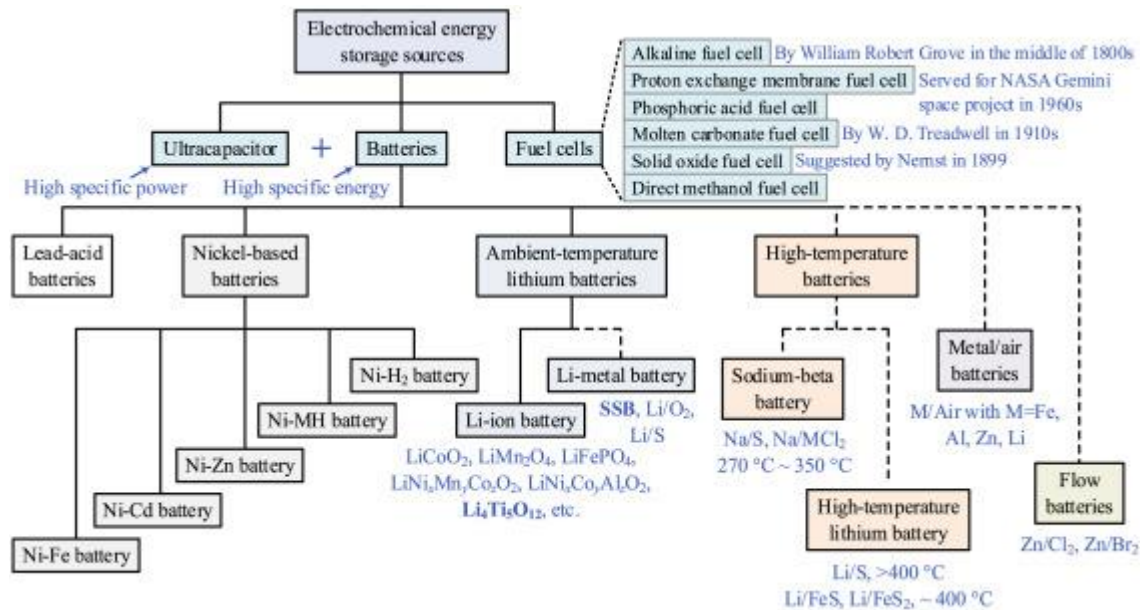 Electrochemical energy
storage sources
Alkaline fuel cell By William Robert Grove in the middle of 1800s
Proton exchange membrane fuel cell Served for NASA Gemini
space project in 1960s
Phosphoric acid fuel cell
Molten carbonate fuel cell By W. D. Treadwell in 1910s
Solid oxide fuel cell Suggested by Nernst in 1899
Direct methanol fuel cell
Ultracapacitor + Batteries Fuel cells
High specific power High specific energy
Lead-acid
batteries
Nickel-based
batteries
Ambient-temperature
lithium batteries
High-temperature
batteries
Metal/air
batteries
M/Air with M=Fe,
Al, Zn, Li
Flow
batteries
Zn/Cl₂, Zn/Br₂
Ni-H₂ battery
Ni-MH battery
Ni-Zn battery
Ni-Cd battery
Ni-Fe battery
Li-metal battery
SSB, Li/O₂,
Li/S
Li-ion battery
LiCoO₂, LiMn₂O₄, LiFePO₄,
LiNiₓMnᵧCo_zO₂, LiNiₓCoᵧAl_zO₂,
Li₄Ti₅O₁₂, etc.
Sodium-beta
battery
Na/S, Na/MCl₂
270 °C ~ 350 °C
High-temperature
lithium battery
Li/S, >400 °C
Li/FeS, Li/FeS₂, ~ 400 °C